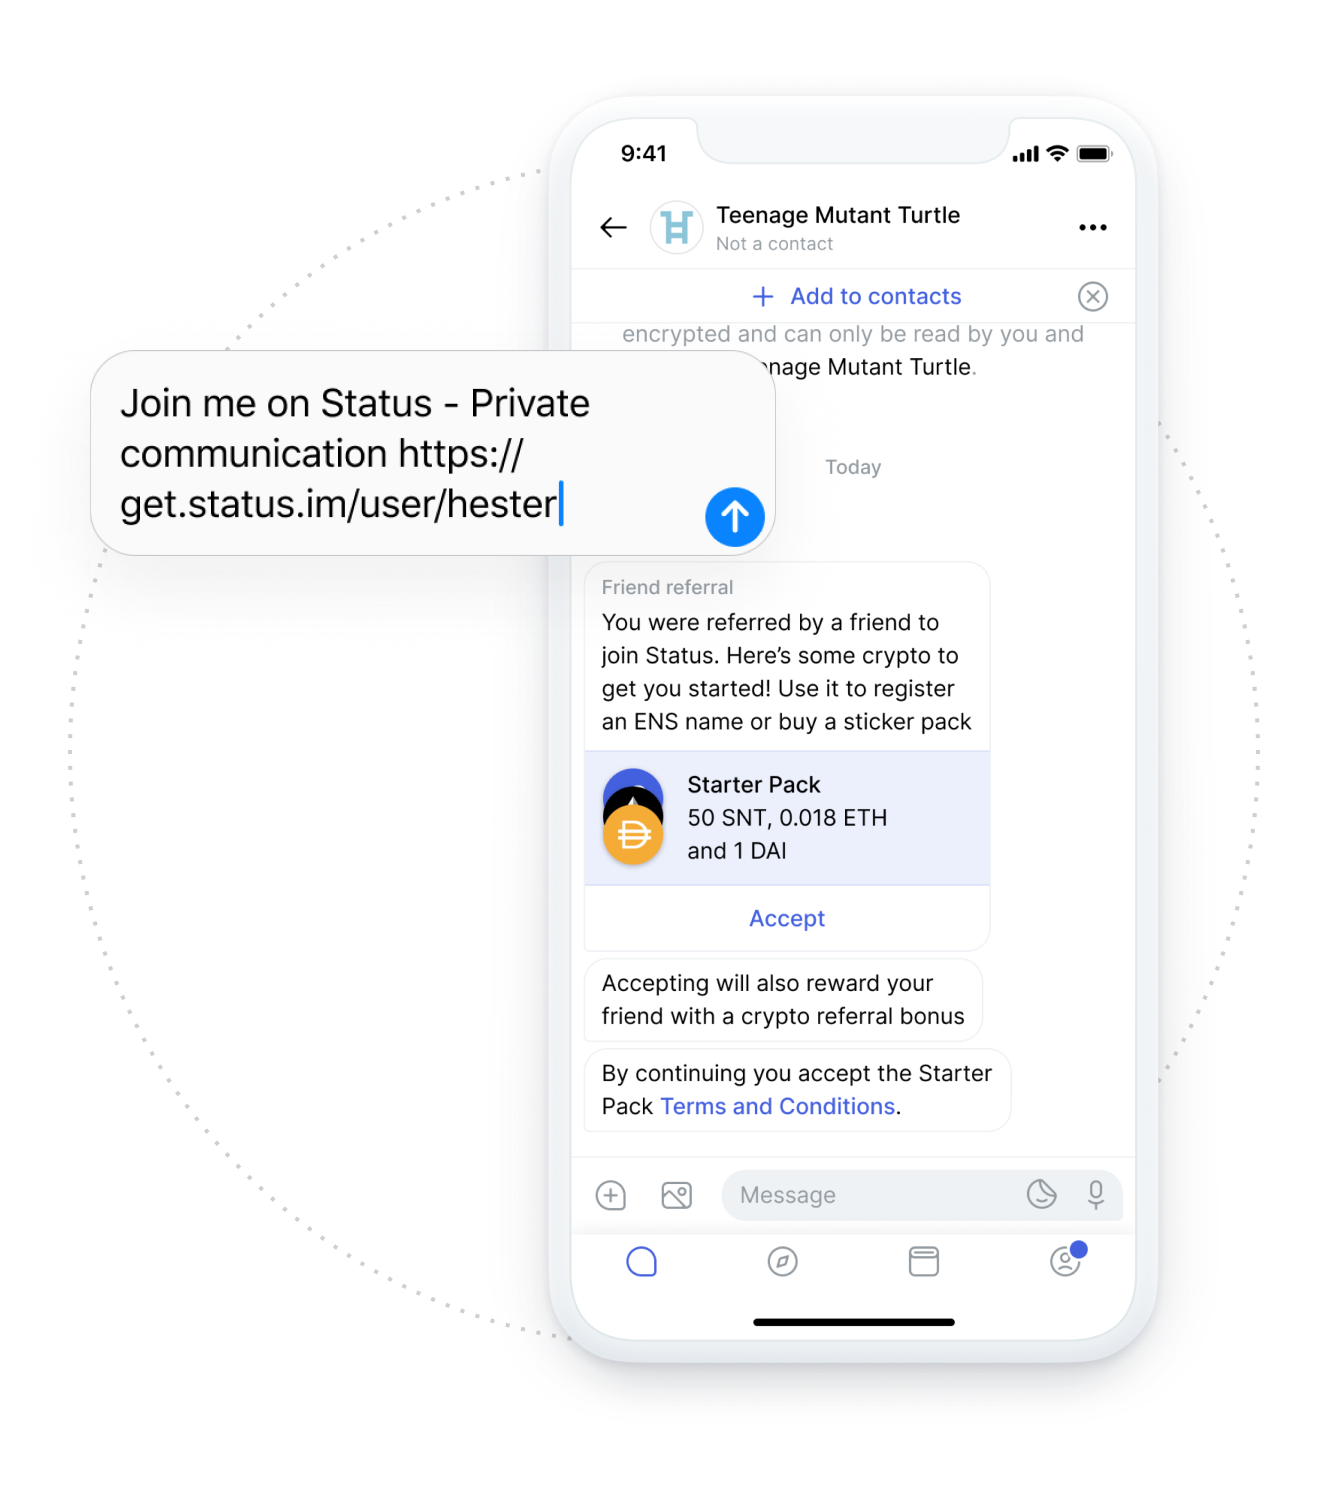 9:41
Teenage Mutant Turtle
Not a contact
Add to contacts
encrypted and can only be read by you and
nage Mutant Turtle.
Join me on Status - Private
communication https://
get.status.im/user/hester
Today
Friend referral
You were referred by a friend to
join Status. Here’s some crypto to
get you started! Use it to register
an ENS name or buy a sticker pack
Starter Pack
50 SNT, 0.018 ETH
and 1 DAI
Accept
Accepting will also reward your
friend with a crypto referral bonus
By continuing you accept the Starter
Pack Terms and Conditions.
Message